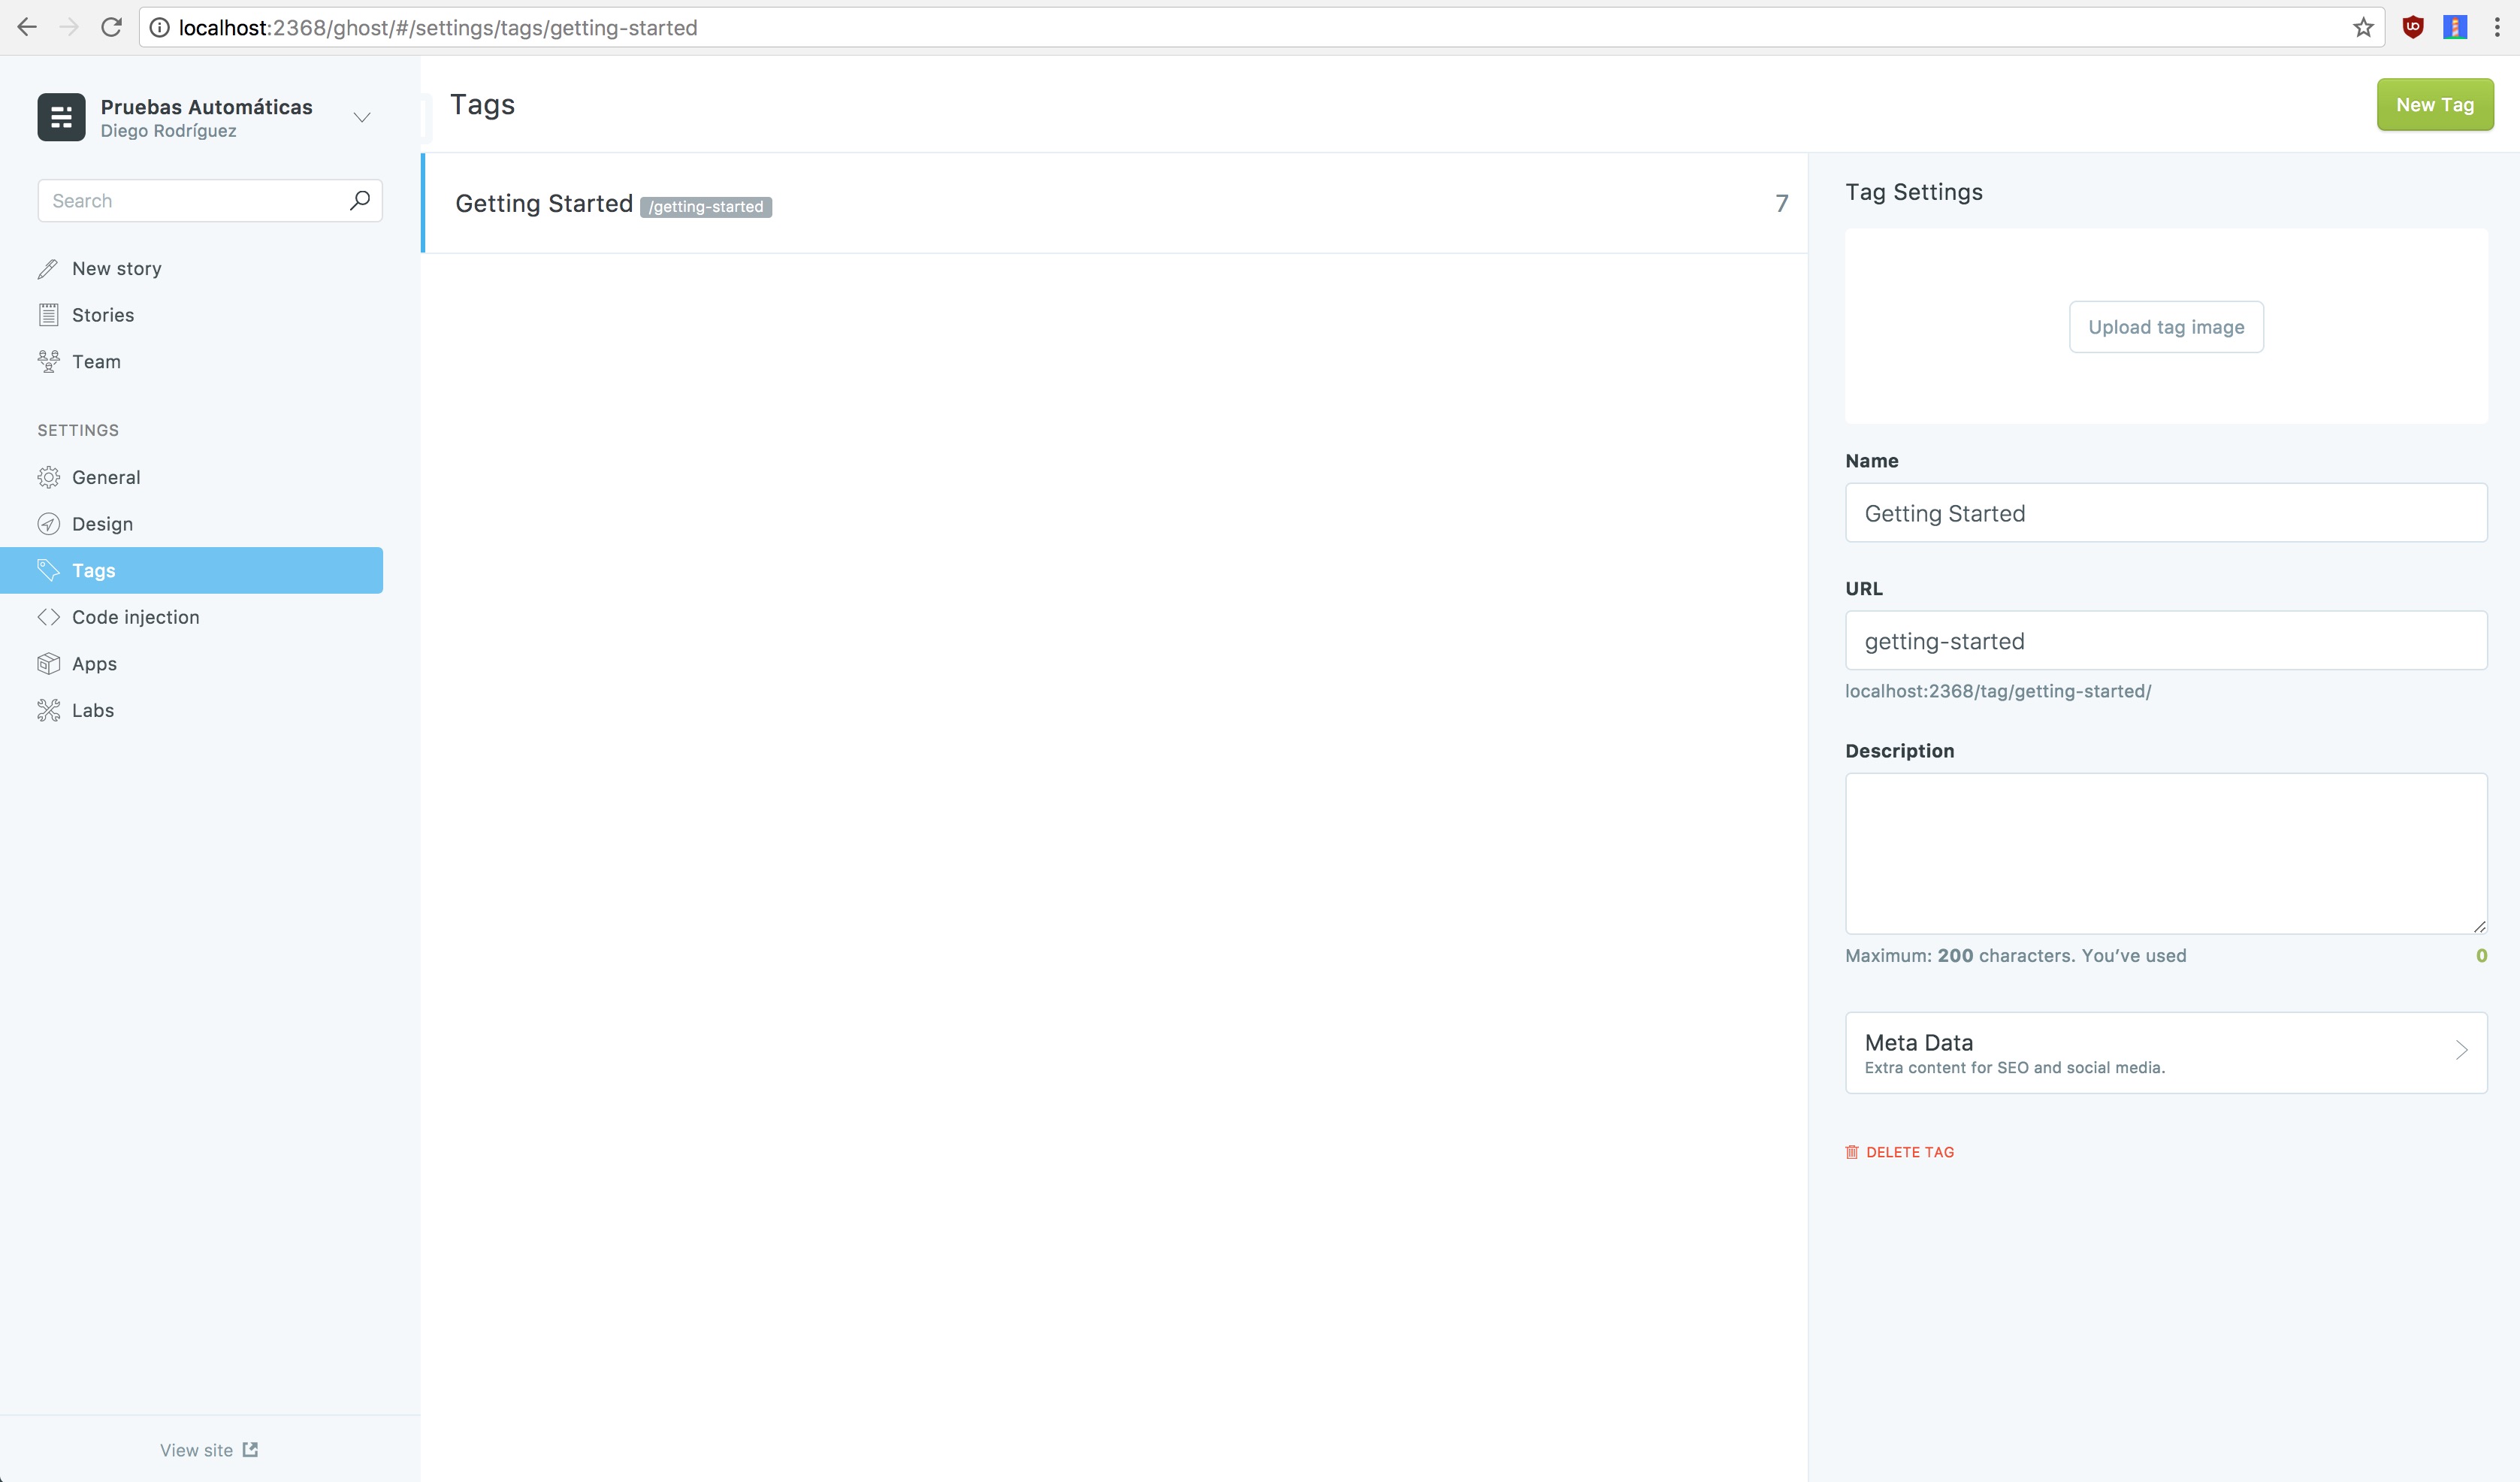 localhost:2368/ghost/#/settings/tags/getting-started
Pruebas Automáticas
Diego Rodríguez
Search
New story
Stories
Team
SETTINGS
General
Design
Tags
Code injection
Apps
Labs
View site
Tags
New Tag
Getting Started /getting-started 7
Tag Settings
Upload tag image
Name
Getting Started
URL
getting-started
localhost:2368/tag/getting-started/
Description
Maximum: 200 characters. You’ve used 0
Meta Data
Extra content for SEO and social media.
DELETE TAG